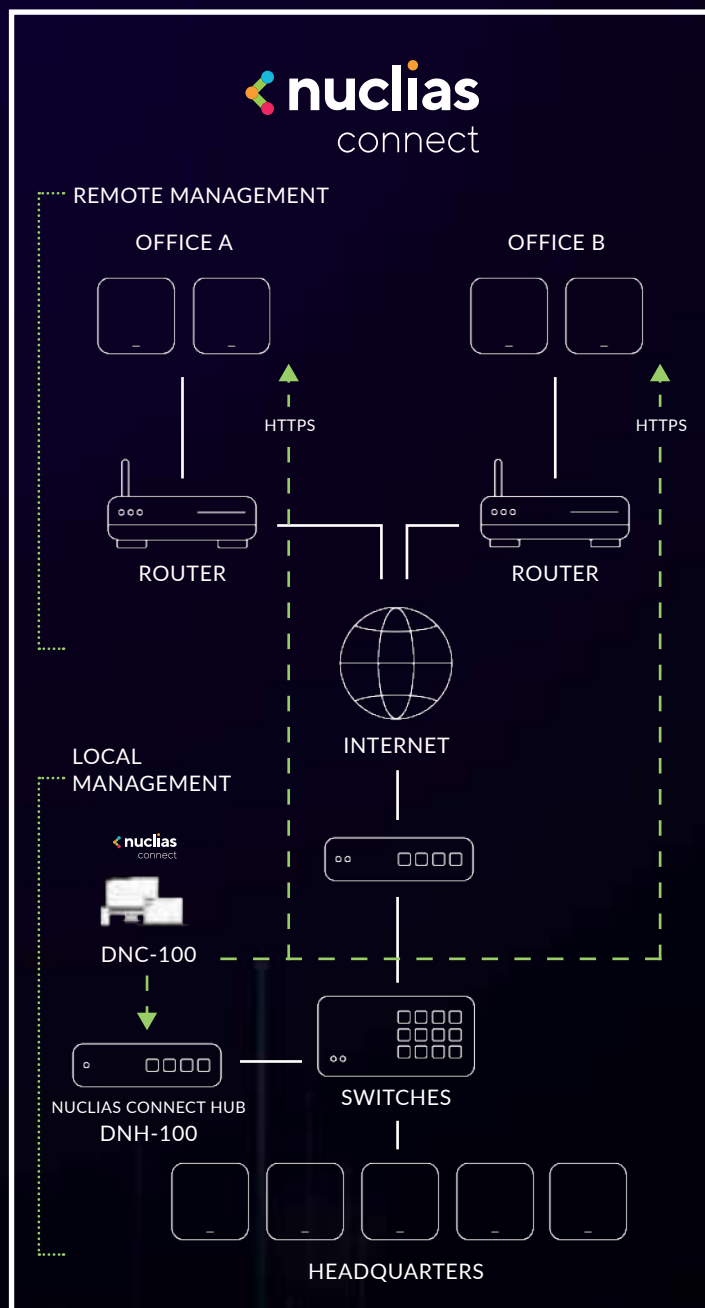 nuclias
connect
REMOTE MANAGEMENT
OFFICE A
OFFICE B
HTTPS
HTTPS
ROUTER
ROUTER
INTERNET
LOCAL
MANAGEMENT
nuclias
connect
DNC-100
SWITCHES
NUCLIAS CONNECT HUB
DNH-100
HEADQUARTERS